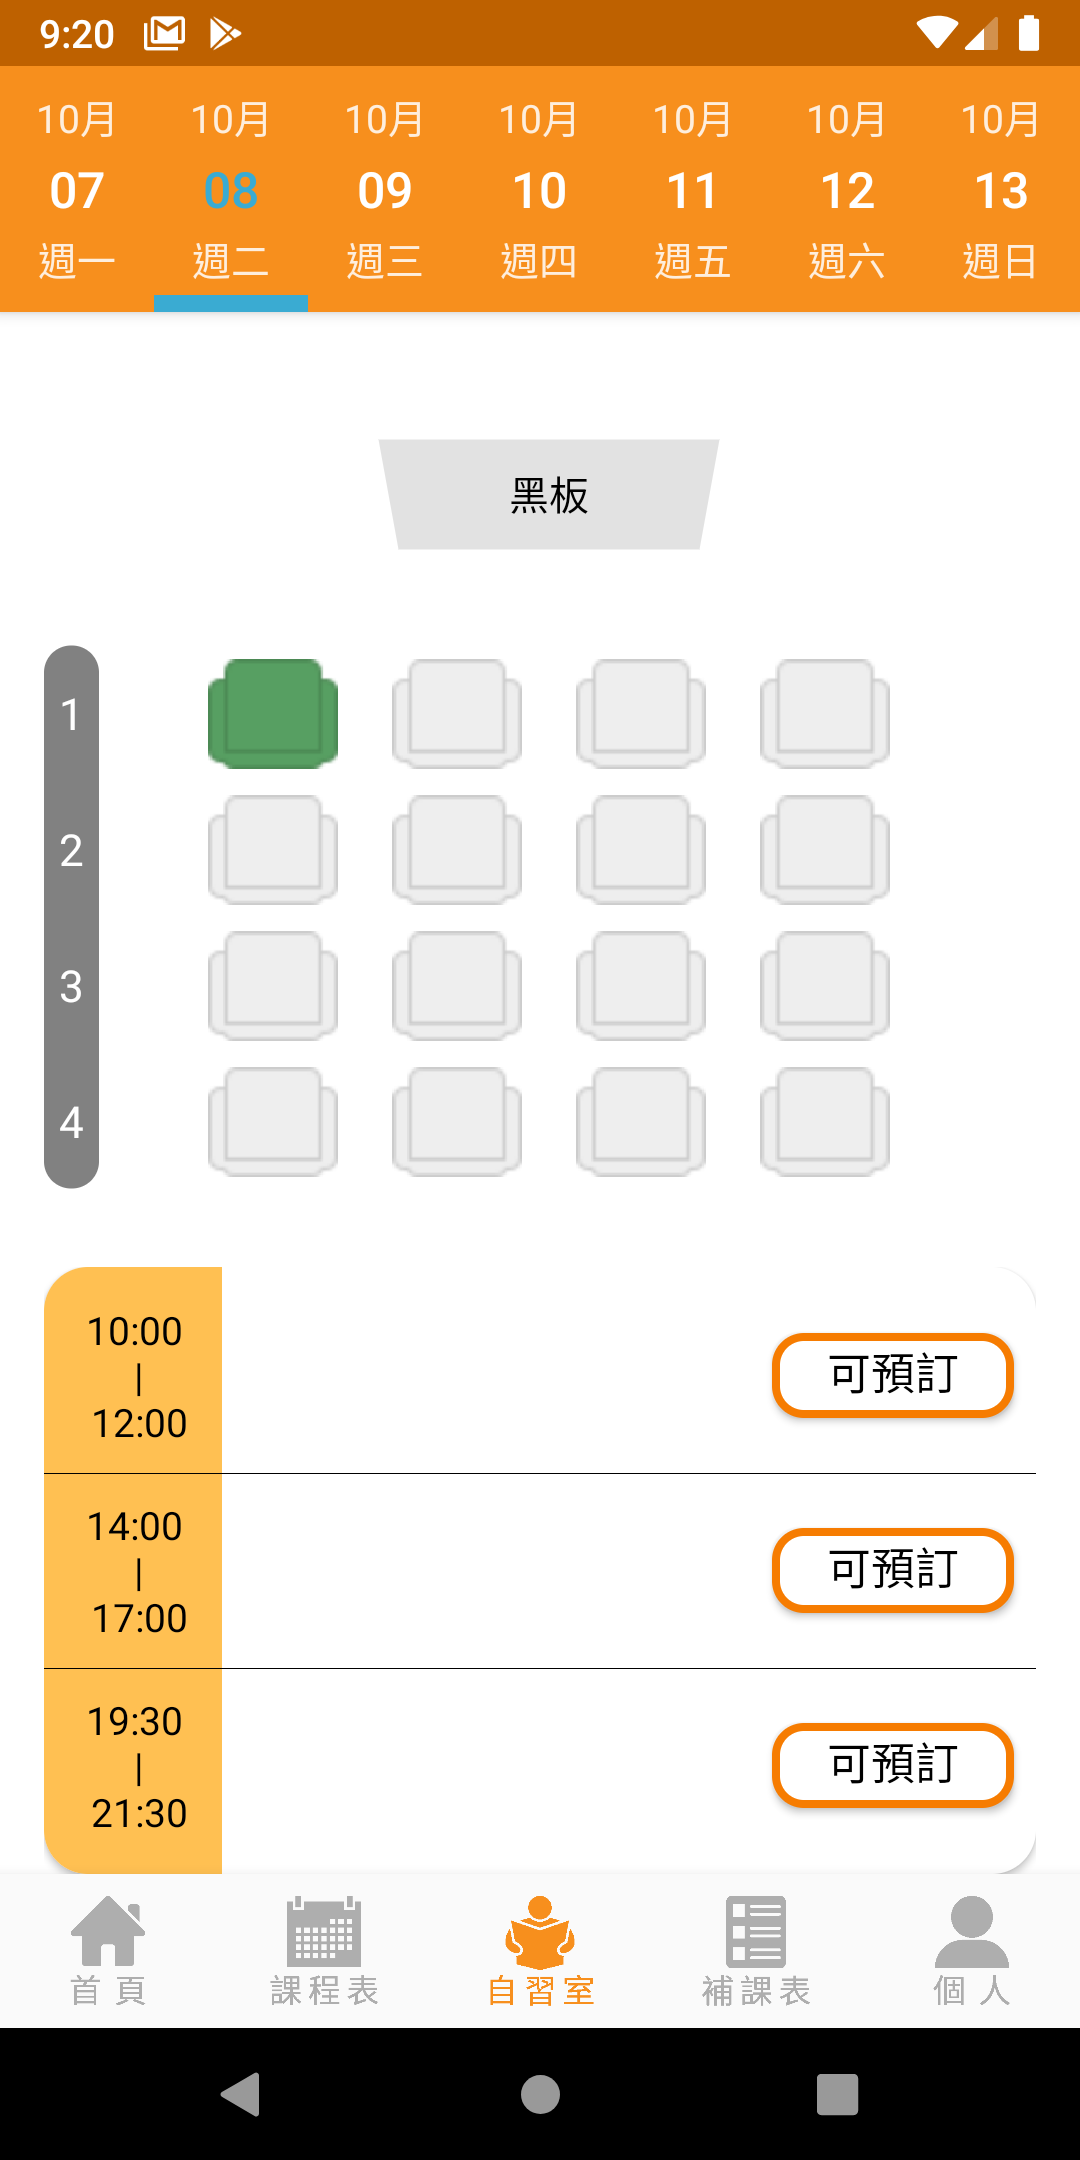 9:20
10月 10月 10月 10月 10月 10月 10月
07 08 09 10 11 12 13
週一 週二 週三 週四 週五 週六 週日
黑板
1
2
3
4
10:00
|
12:00
可預訂
14:00
|
17:00
可預訂
19:30
|
21:30
可預訂
首頁 課程表 自習室 補課表 個人